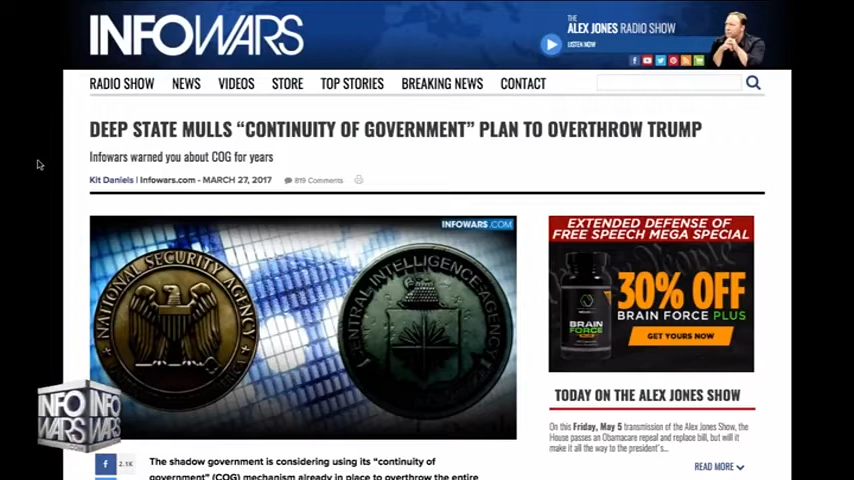 INFOWARS
THE
ALEX JONES RADIO SHOW
LISTEN NOW
RADIO SHOW NEWS VIDEOS STORE TOP STORIES BREAKING NEWS CONTACT
DEEP STATE MULLS “CONTINUITY OF GOVERNMENT” PLAN TO OVERTHROW TRUMP
Infowars warned you about COG for years
Kit Daniels | Infowars.com - MARCH 27, 2017 819 Comments
INFOWARS.COM
NATIONAL SECURITY AGENCY
CENTRAL INTELLIGENCE AGENCY
EXTENDED DEFENSE OF
FREE SPEECH MEGA SPECIAL
30% OFF
BRAIN FORCE PLUS
GET YOURS NOW
BRAIN
FORCE
TODAY ON THE ALEX JONES SHOW
On this Friday, May 5 transmission of the Alex Jones Show, the
House passes an Obamacare repeal and replace bill, but will it
make it all the way to the president's...
READ MORE
INFO
WARS
INFO
WARS
2.1K
The shadow government is considering using its “continuity of
government” (COG) mechanism already in place to overthrow the entire